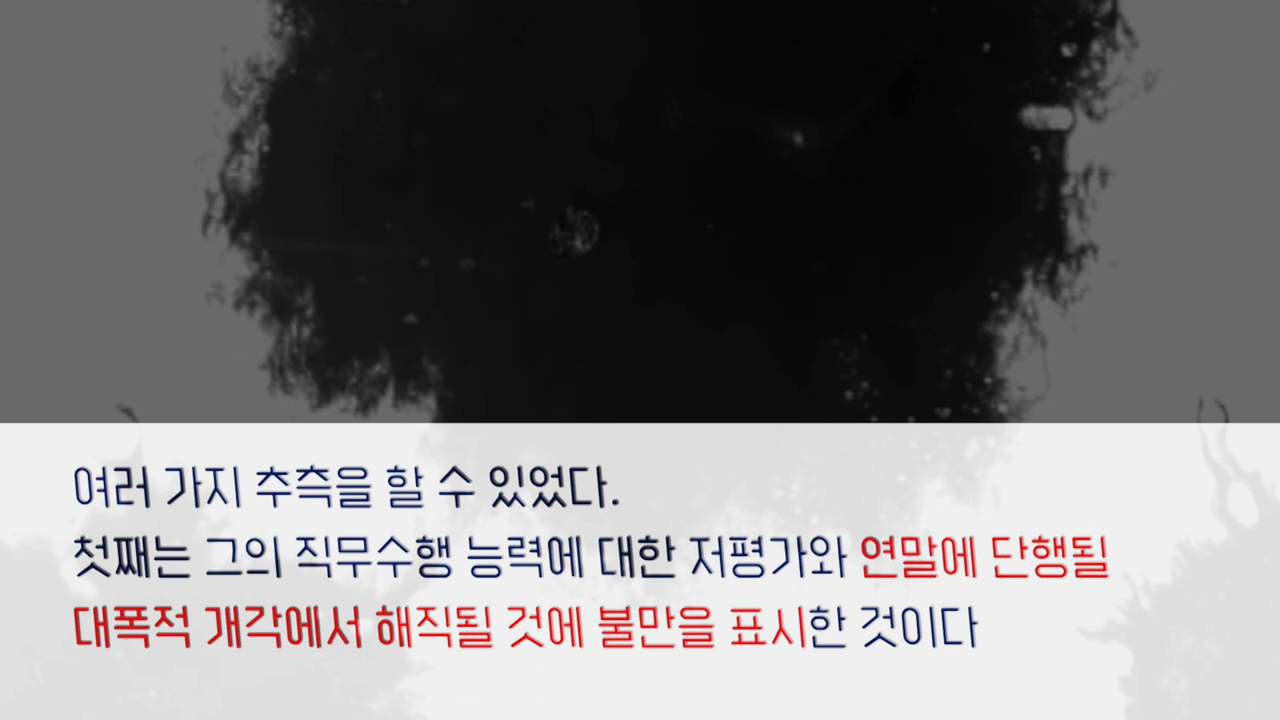 여러 가지 추측을 할 수 있었다.
첫째는 그의 직무수행 능력에 대한 저평가와 연말에 단행될
대폭적 개각에서 해직될 것에 불만을 표시한 것이다